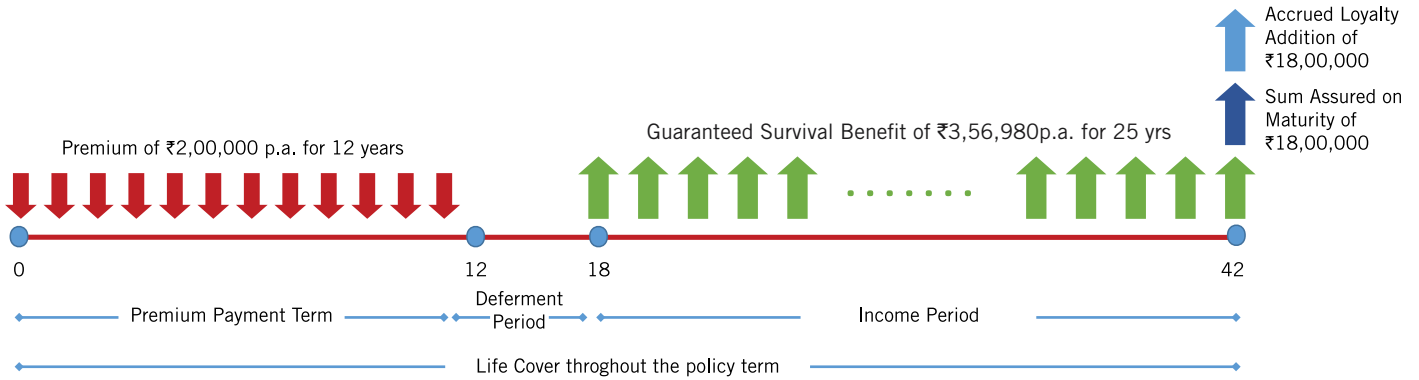 Accrued Loyalty
Addition of
₹18,00,000
Sum Assured on
Maturity of
₹18,00,000
Premium of ₹2,00,000 p.a. for 12 years
Guaranteed Survival Benefit of ₹3,56,980p.a. for 25 yrs
0
12
18
42
Premium Payment Term
Deferment
Period
Income Period
Life Cover throghout the policy term